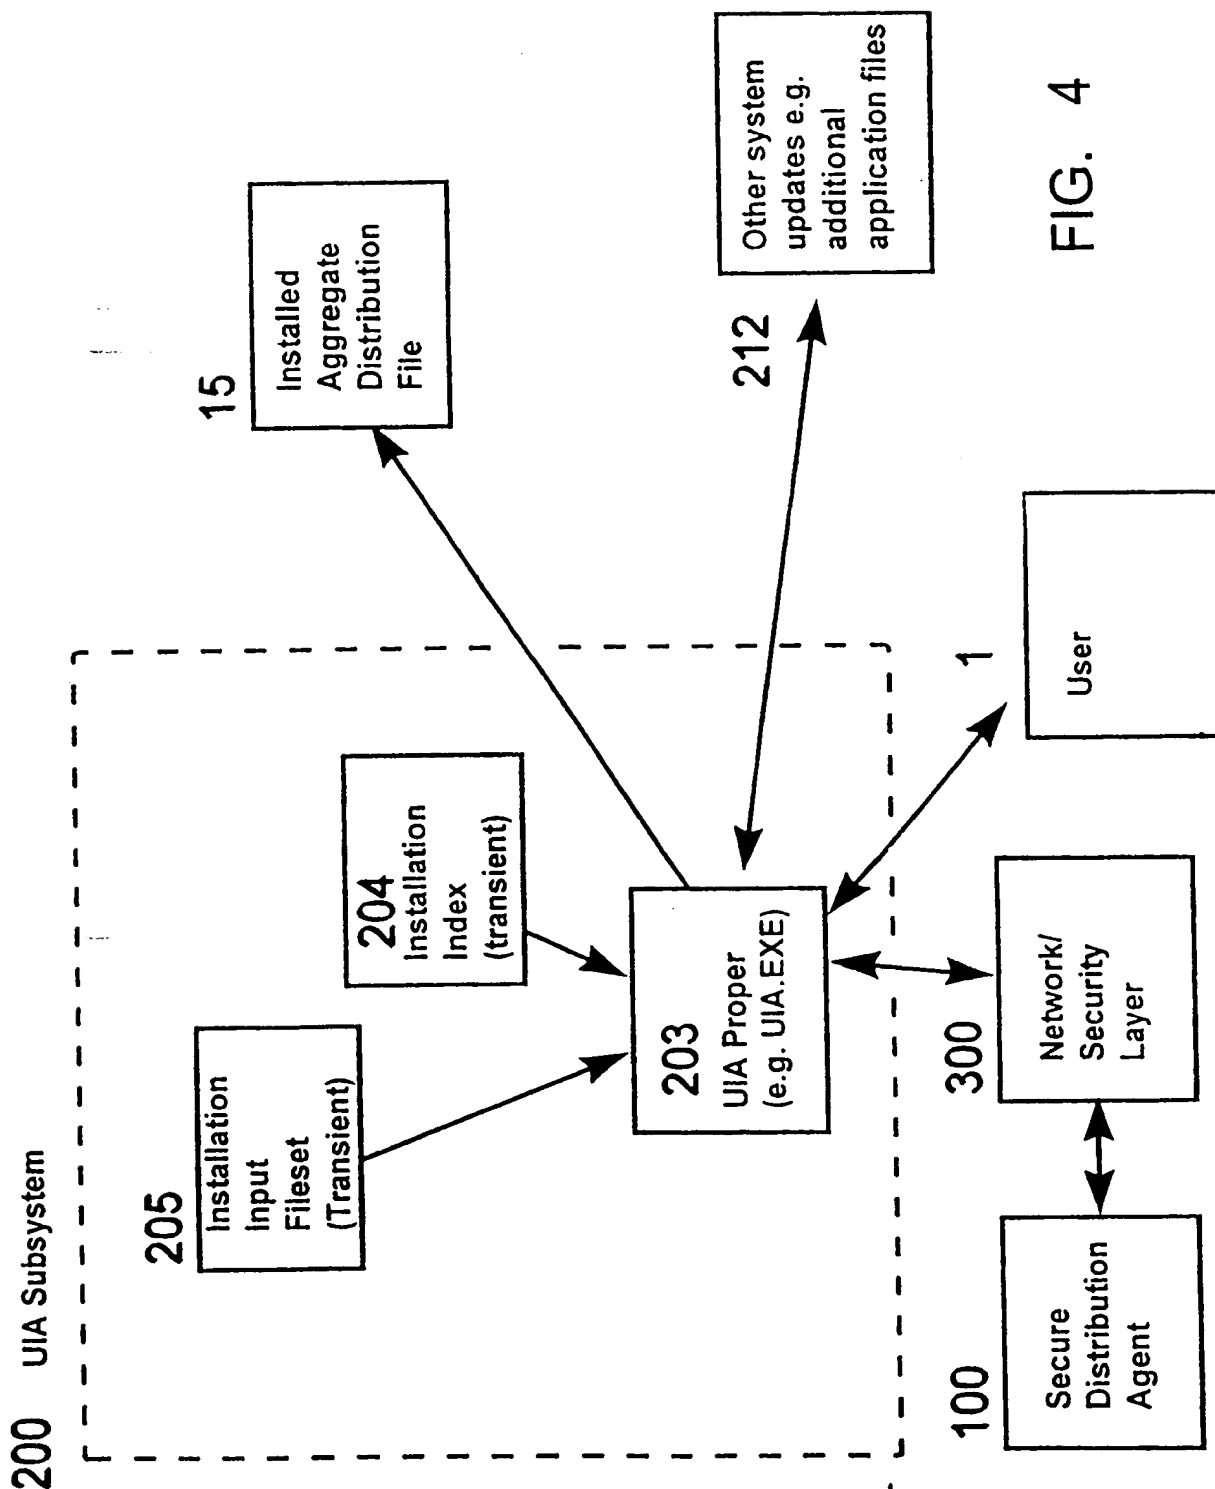 200 UIA Subsystem
205
Installation
Input
Fileset
(Transient)
204
Installation
Index
(transient)
203
UIA Proper
(e.g. UIA.EXE)
15
Installed
Aggregate
Distribution
File
212
Other system
updates e.g.
additional
application files
100
Secure
Distribution
Agent
300
Network/
Security
Layer
1
User
FIG. 4